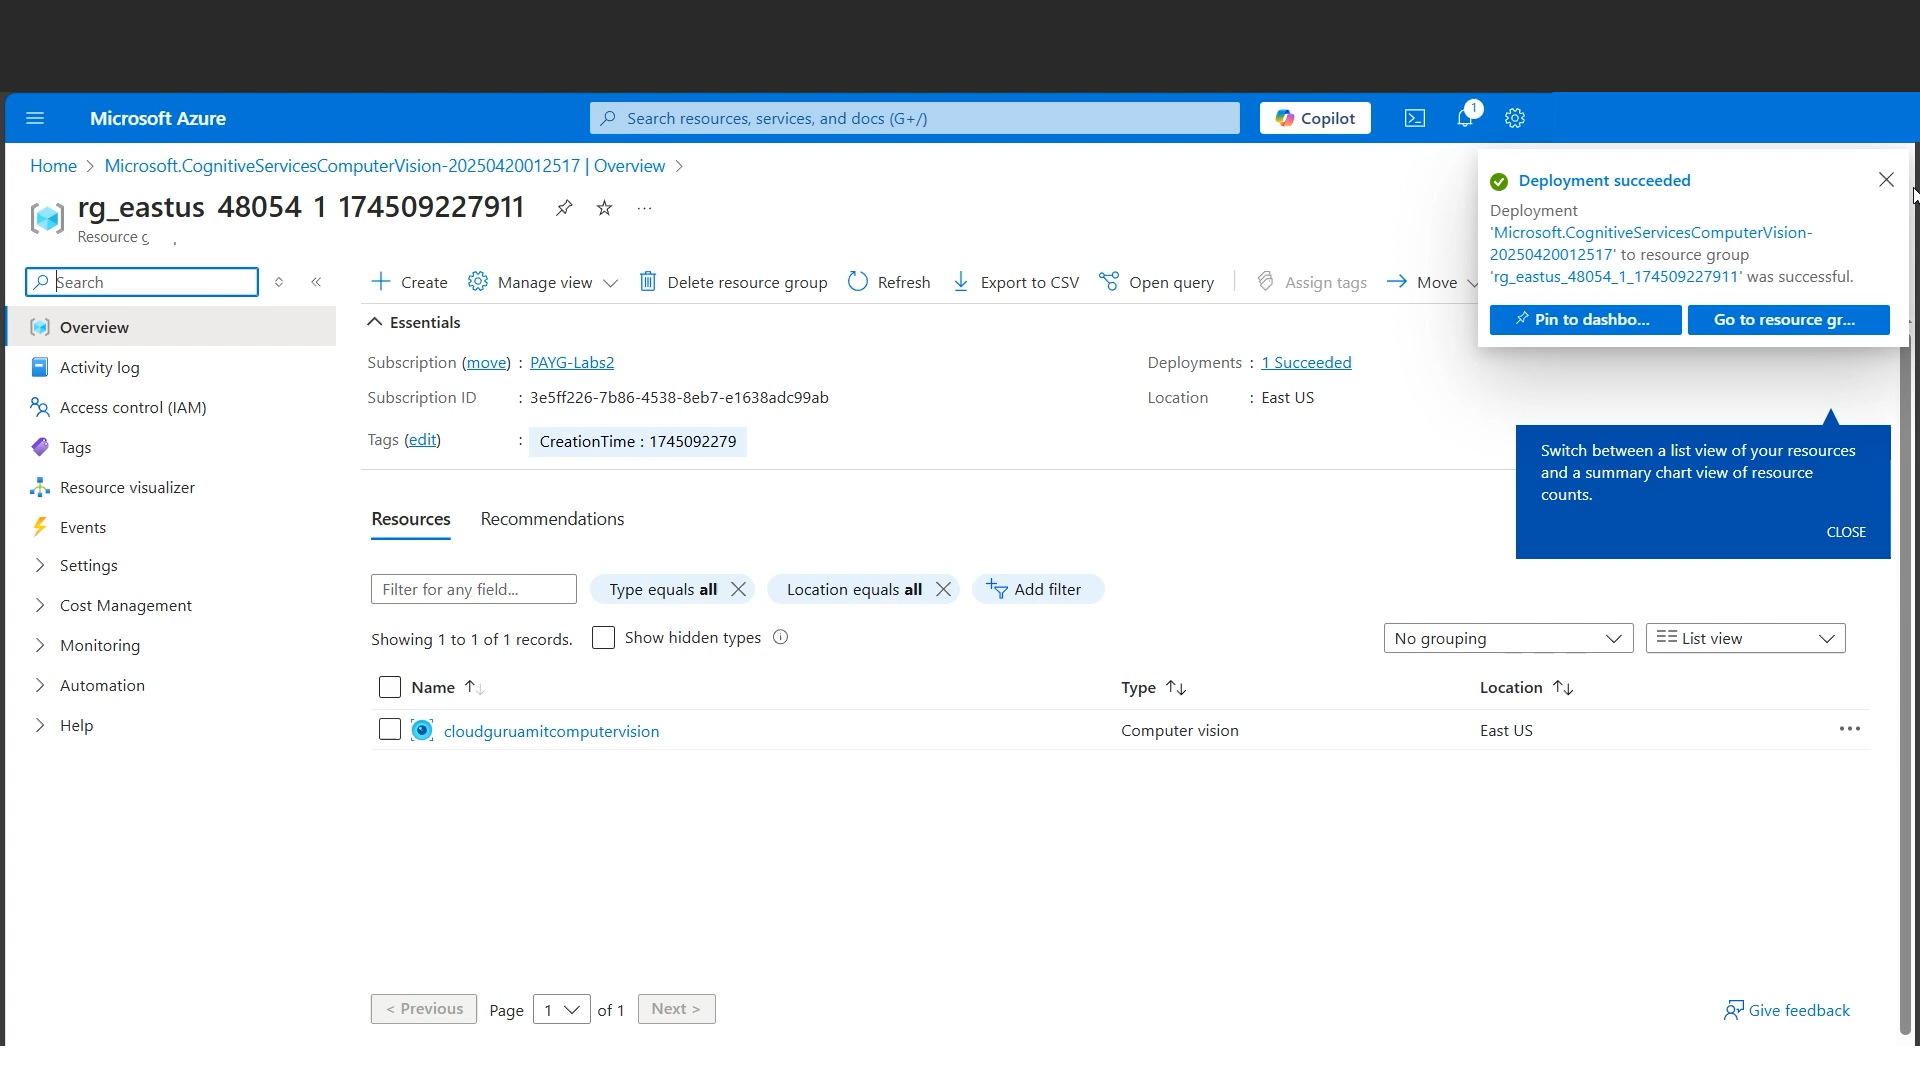 Microsoft Azure
Search resources, services, and docs (G+/)
Copilot
1
Home > Microsoft.CognitiveServicesComputerVision-20250420012517 | Overview >
rg_eastus 48054 1 174509227911
...
Resource
Search
Overview
Activity log
Access control (IAM)
Tags
Resource visualizer
Events
Settings
Cost Management
Monitoring
Automation
Help
Create
Manage view
Delete resource group
Refresh
Export to CSV
Open query
Assign tags
Move
Essentials
Subscription (move) : PAYG-Labs2
Subscription ID : 3e5ff226-7b86-4538-8eb7-e1638adc99ab
Tags (edit) : CreationTime : 1745092279
Deployments : 1 Succeeded
Location : East US
Deployment succeeded
Deployment
'Microsoft.CognitiveServicesComputerVision-
20250420012517' to resource group
'rg_eastus_48054_1_174509227911' was successful.
Pin to dashbo...
Go to resource gr...
Switch between a list view of your resources
and a summary chart view of resource
counts.
CLOSE
Resources
Recommendations
Filter for any field...
Type equals all
Location equals all
Add filter
Showing 1 to 1 of 1 records.
Show hidden types
No grouping
List view
Name
Type
Location
cloudguruamitcomputervision
Computer vision
East US
...
< Previous
Page 1 of 1
Next >
Give feedback